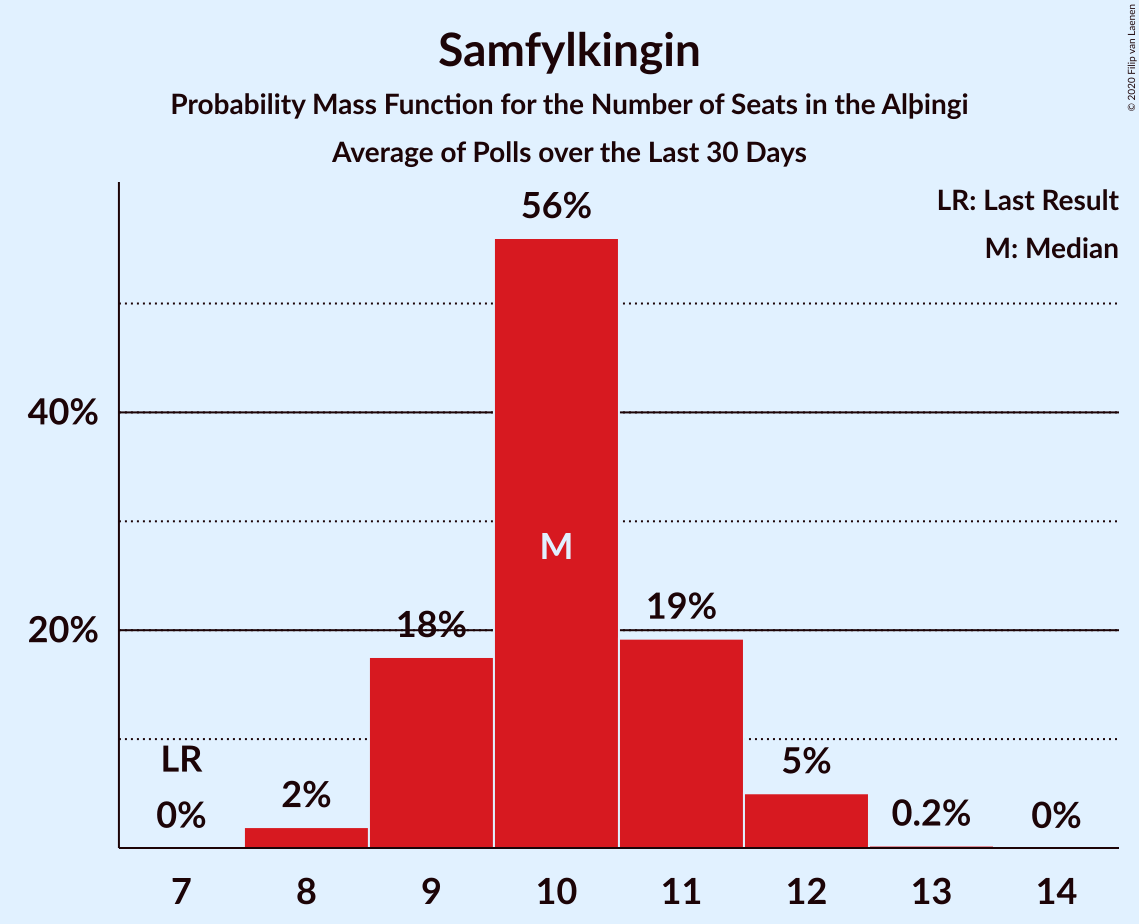 Samfylkingin
Probability Mass Function for the Number of Seats in the Alþingi
Average of Polls over the Last 30 Days
© 2020 Filip van Laenen
LR: Last Result
M: Median
56%
40%
M
20%
18%
19%
LR
0%
2%
5%
0.2%
0%
7 8 9 10 11 12 13 14